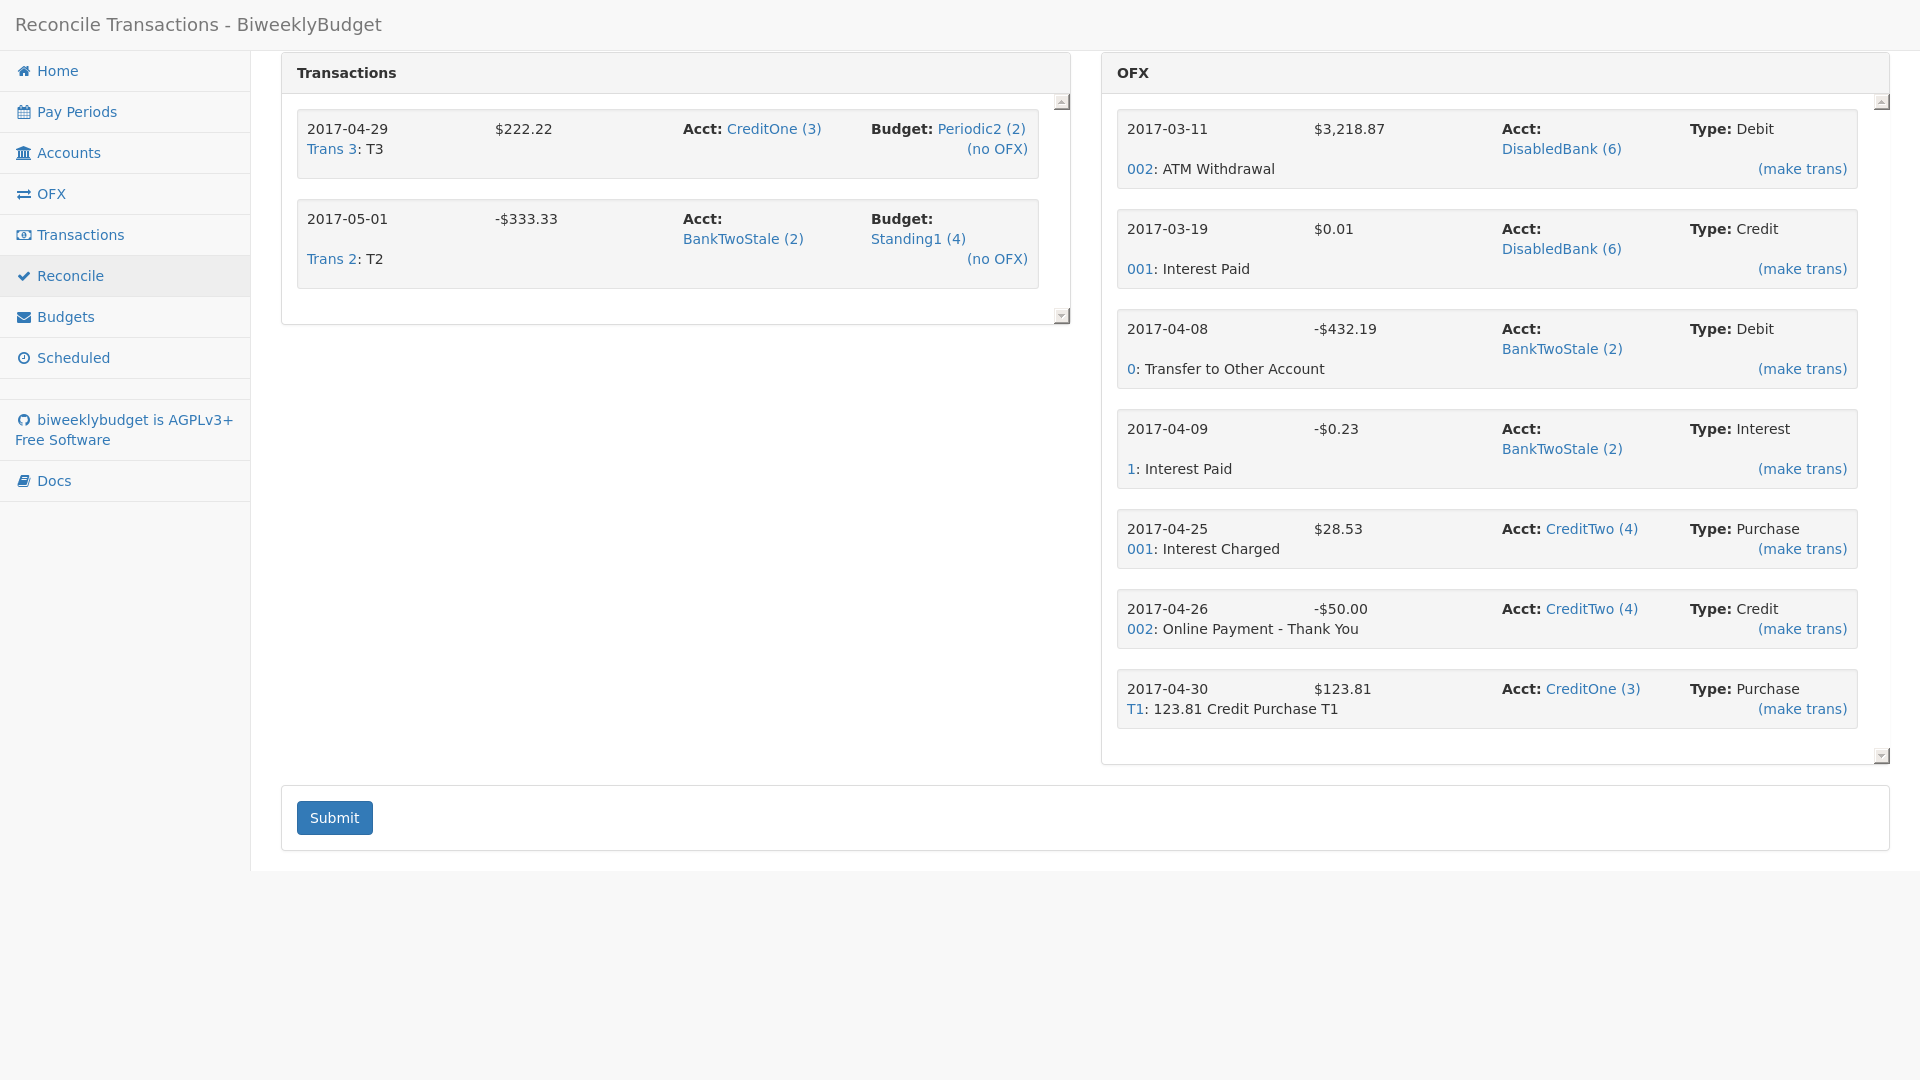 Reconcile Transactions - BiweeklyBudget
Home
Pay Periods
Accounts
OFX
Transactions
Reconcile
Budgets
Scheduled
biweeklybudget is AGPLv3+
Free Software
Docs
Transactions
2017-04-29 $222.22 Acct: CreditOne (3) Budget: Periodic2 (2)
Trans 3: T3 (no OFX)
2017-05-01 -$333.33 Acct: Budget:
BankTwoStale (2) Standing1 (4)
Trans 2: T2 (no OFX)
OFX
2017-03-11 $3,218.87 Acct: Type: Debit
DisabledBank (6)
002: ATM Withdrawal (make trans)
2017-03-19 $0.01 Acct: Type: Credit
DisabledBank (6)
001: Interest Paid (make trans)
2017-04-08 -$432.19 Acct: Type: Debit
BankTwoStale (2)
0: Transfer to Other Account (make trans)
2017-04-09 -$0.23 Acct: Type: Interest
BankTwoStale (2)
1: Interest Paid (make trans)
2017-04-25 $28.53 Acct: CreditTwo (4) Type: Purchase
001: Interest Charged (make trans)
2017-04-26 -$50.00 Acct: CreditTwo (4) Type: Credit
002: Online Payment - Thank You (make trans)
2017-04-30 $123.81 Acct: CreditOne (3) Type: Purchase
T1: 123.81 Credit Purchase T1 (make trans)
Submit